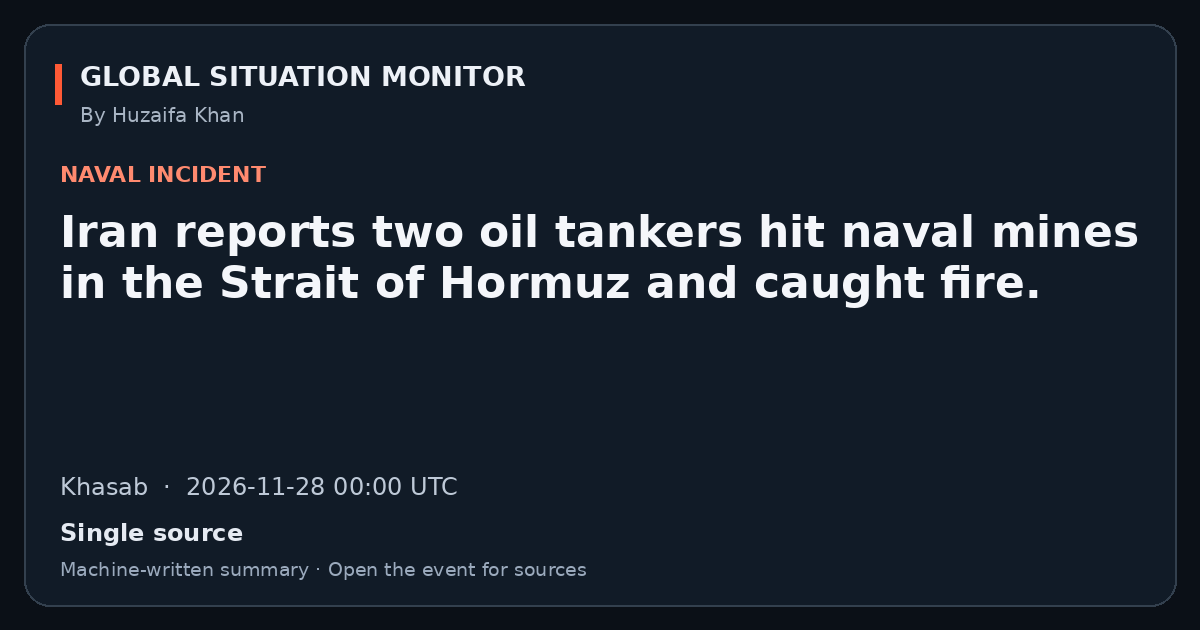 GLOBAL SITUATION MONITOR
By Huzaifa Khan
NAVAL INCIDENT
Iran reports two oil tankers hit naval mines
in the Strait of Hormuz and caught fire.
Khasab · 2026-11-28 00:00 UTC
Single source
Machine-written summary · Open the event for sources